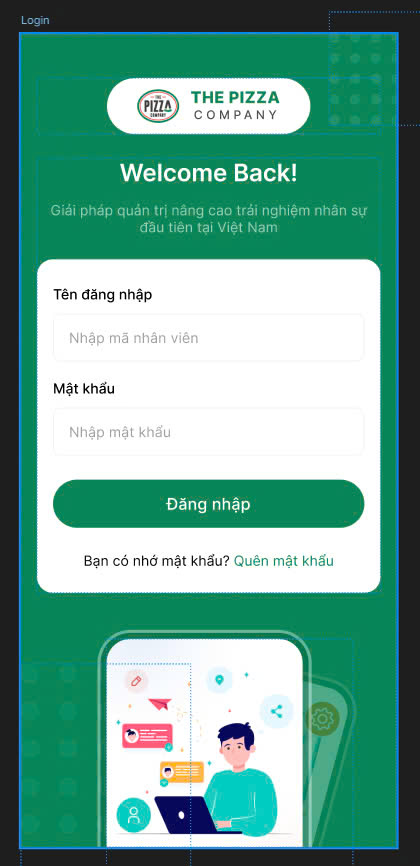 Login
THE
PIZZA
COMPANY
THE PIZZA
COMPANY
Welcome Back!
Giải pháp quản trị nâng cao trải nghiệm nhân sự
đầu tiên tại Việt Nam
Tên đăng nhập
Nhập mã nhân viên
Mật khẩu
Nhập mật khẩu
Đăng nhập
Bạn có nhớ mật khẩu? Quên mật khẩu